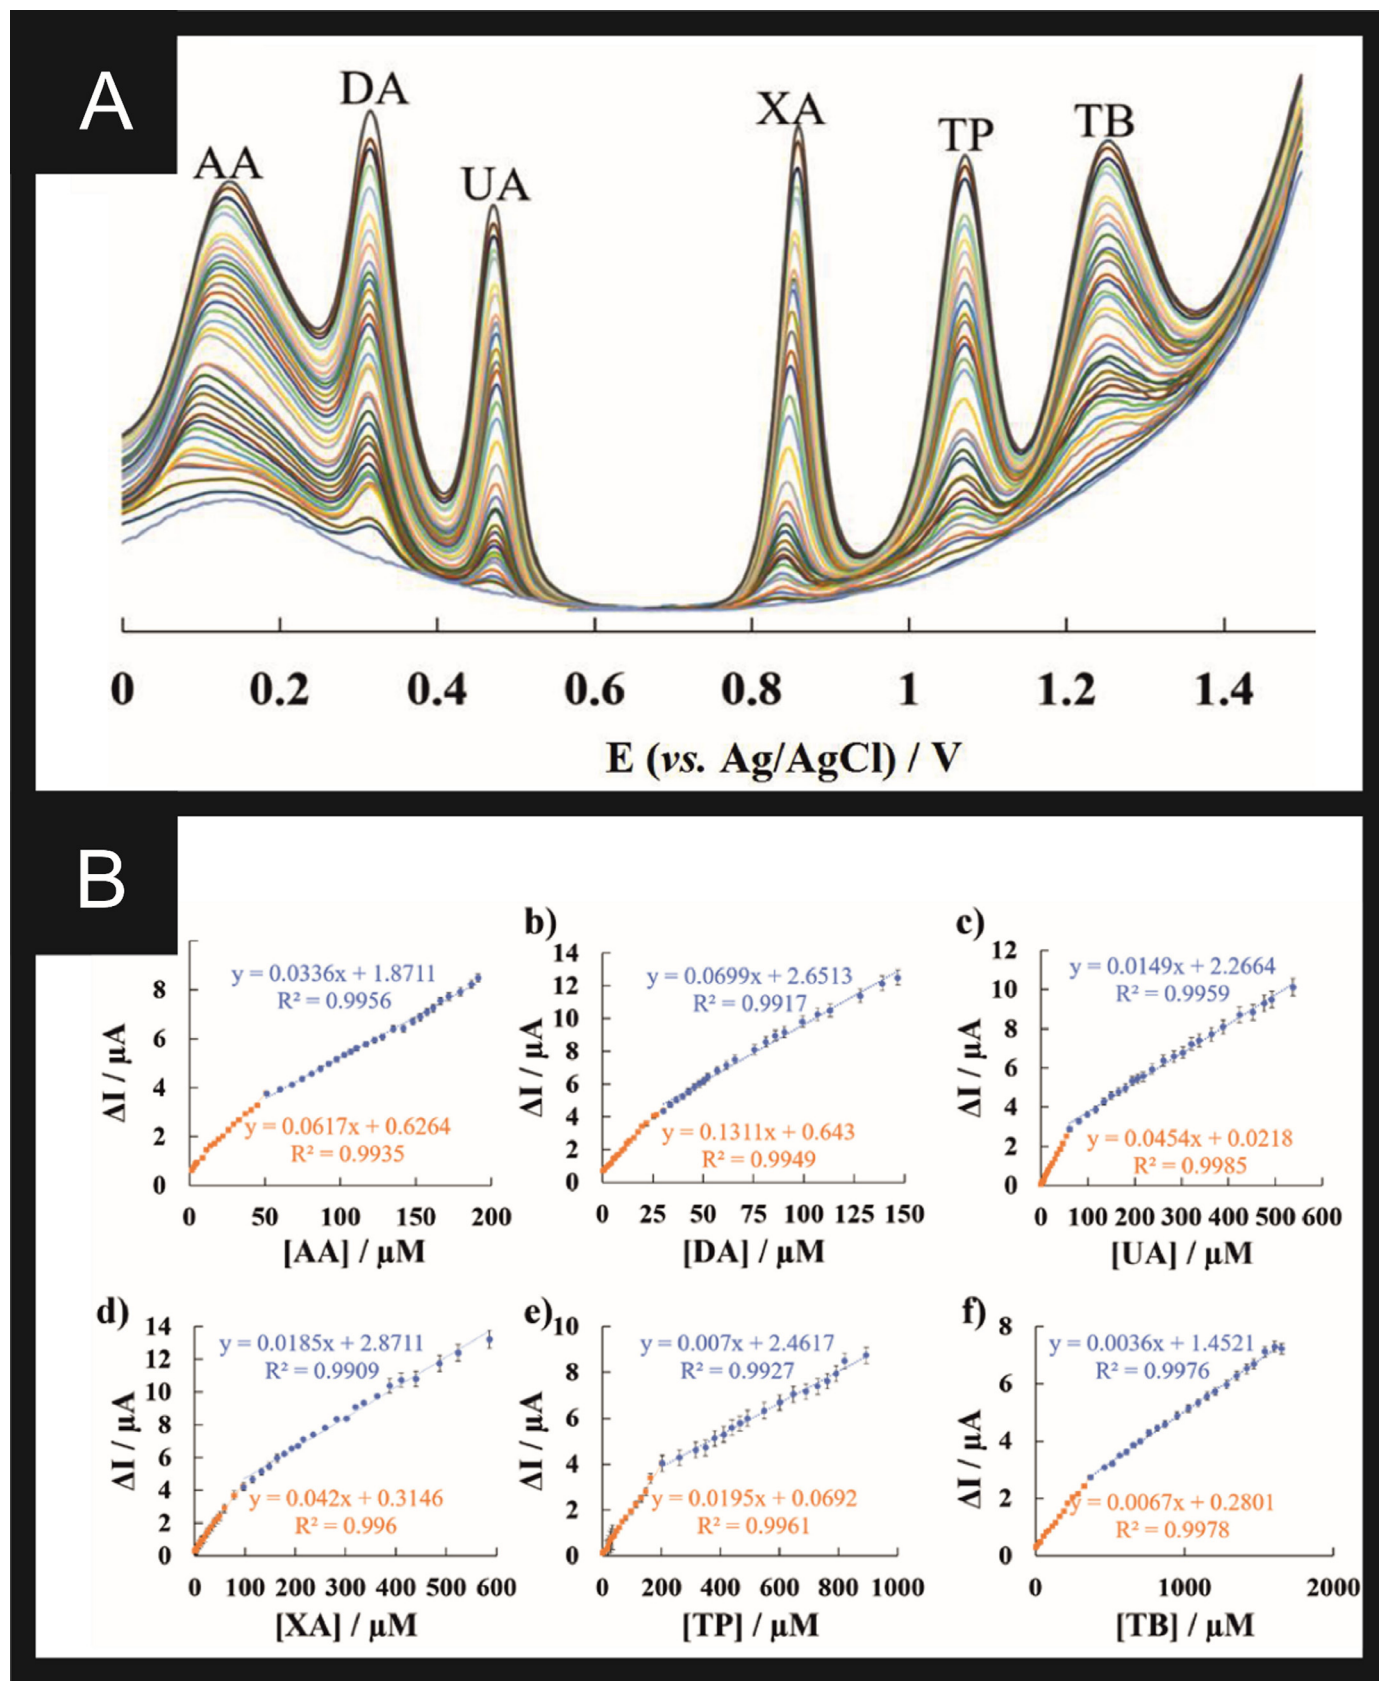 A
AA
DA
UA
XA
TP
TB
0 0.2 0.4 0.6 0.8 1 1.2 1.4
E (vs. Ag/AgCl) / V
B
y = 0.0336x + 1.8711
R² = 0.9956
y = 0.0617x + 0.6264
R² = 0.9935
ΔI / µA
8
6
4
2
0
0 50 100 150 200
[AA] / µM
b)
y = 0.0699x + 2.6513
R² = 0.9917
y = 0.1311x + 0.643
R² = 0.9949
ΔI / µA
14
12
10
8
6
4
2
0
0 25 50 75 100 125 150
[DA] / µM
c)
y = 0.0149x + 2.2664
R² = 0.9959
y = 0.0454x + 0.0218
R² = 0.9985
ΔI / µA
12
10
8
6
4
2
0
0 100 200 300 400 500 600
[UA] / µM
d)
y = 0.0185x + 2.8711
R² = 0.9909
y = 0.042x + 0.3146
R² = 0.996
ΔI / µA
14
12
10
8
6
4
2
0
0 100 200 300 400 500 600
[XA] / µM
e)
y = 0.007x + 2.4617
R² = 0.9927
y = 0.0195x + 0.0692
R² = 0.9961
ΔI / µA
10
8
6
4
2
0
0 200 400 600 800 1000
[TP] / µM
f)
y = 0.0036x + 1.4521
R² = 0.9976
y = 0.0067x + 0.2801
R² = 0.9978
ΔI / µA
8
6
4
2
0
0 1000 2000
[TB] / µM